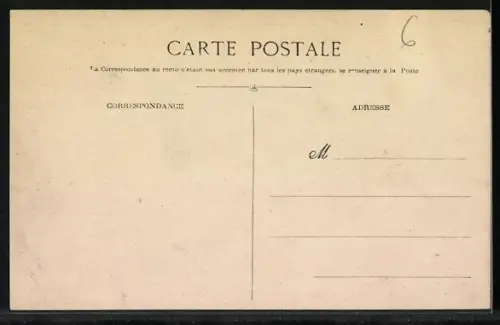 6
CARTE POSTALE
La Correspondance au recto n'étant pas acceptée par tous les pays étrangers, se renseigner à la Poste
CORRESPONDANCE
ADRESSE
M